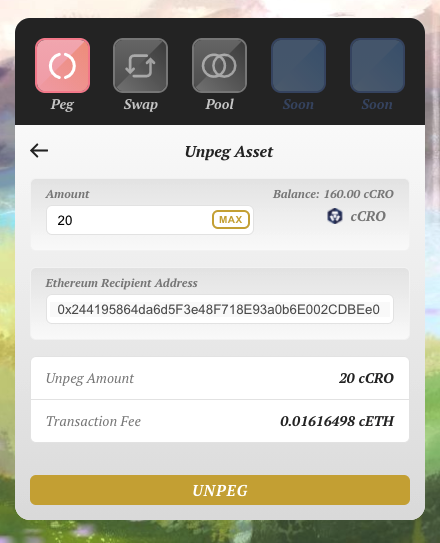 Peg Swap Pool Soon Soon
Unpeg Asset
Amount Balance: 160.00 cCRO
20 MAX cCRO
Ethereum Recipient Address
0x244195864da6d5F3e48F718E93a0b6E002CDBEe0
Unpeg Amount 20 cCRO
Transaction Fee 0.01616498 cETH
UNPEG